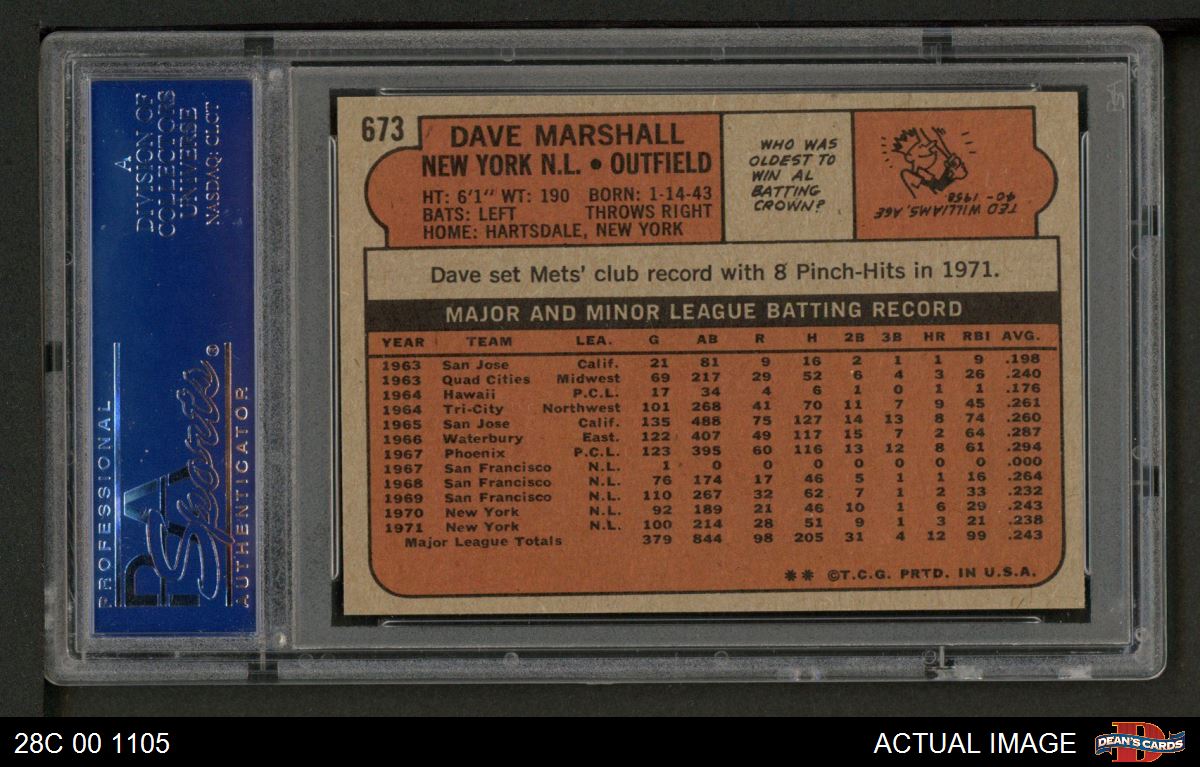 A
DIVISION OF
COLLECTORS
UNIVERSE
NASDAQ: CLCT
PROFESSIONAL
PSA
Sports®
AUTHENTICATOR
673
DAVE MARSHALL
NEW YORK N.L. • OUTFIELD
HT: 6'1" WT: 190 BORN: 1-14-43
BATS: LEFT THROWS RIGHT
HOME: HARTSDALE, NEW YORK
WHO WAS
OLDEST TO
WIN AL
BATTING
CROWN?
TED WILLIAMS, AGE
40 - 1958
Dave set Mets' club record with 8 Pinch-Hits in 1971.
MAJOR AND MINOR LEAGUE BATTING RECORD
YEAR TEAM LEA. G AB R H 2B 3B HR RBI AVG.
1963 San Jose Calif. 21 81 9 16 2 1 1 9 .198
1963 Quad Cities Midwest 69 217 29 52 6 4 3 26 .240
1964 Hawaii P.C.L. 17 34 4 6 1 0 1 1 .176
1964 Tri-City Northwest 101 268 41 70 11 7 9 45 .261
1965 San Jose Calif. 135 488 75 127 14 13 8 74 .260
1966 Waterbury East. 122 407 49 117 15 7 2 64 .287
1967 Phoenix P.C.L. 123 395 60 116 13 12 8 61 .294
1967 San Francisco N.L. 1 0 0 0 0 0 0 0 .000
1968 San Francisco N.L. 76 174 17 46 5 1 1 16 .264
1969 San Francisco N.L. 110 267 32 62 7 1 2 33 .232
1970 New York N.L. 92 189 21 46 10 1 6 29 .243
1971 New York N.L. 100 214 28 51 9 1 3 21 .238
Major League Totals 379 844 98 205 31 4 12 99 .243
** ©T.C.G. PRTD. IN U.S.A.
28C 00 1105
ACTUAL IMAGE
D
DEAN'S CARDS